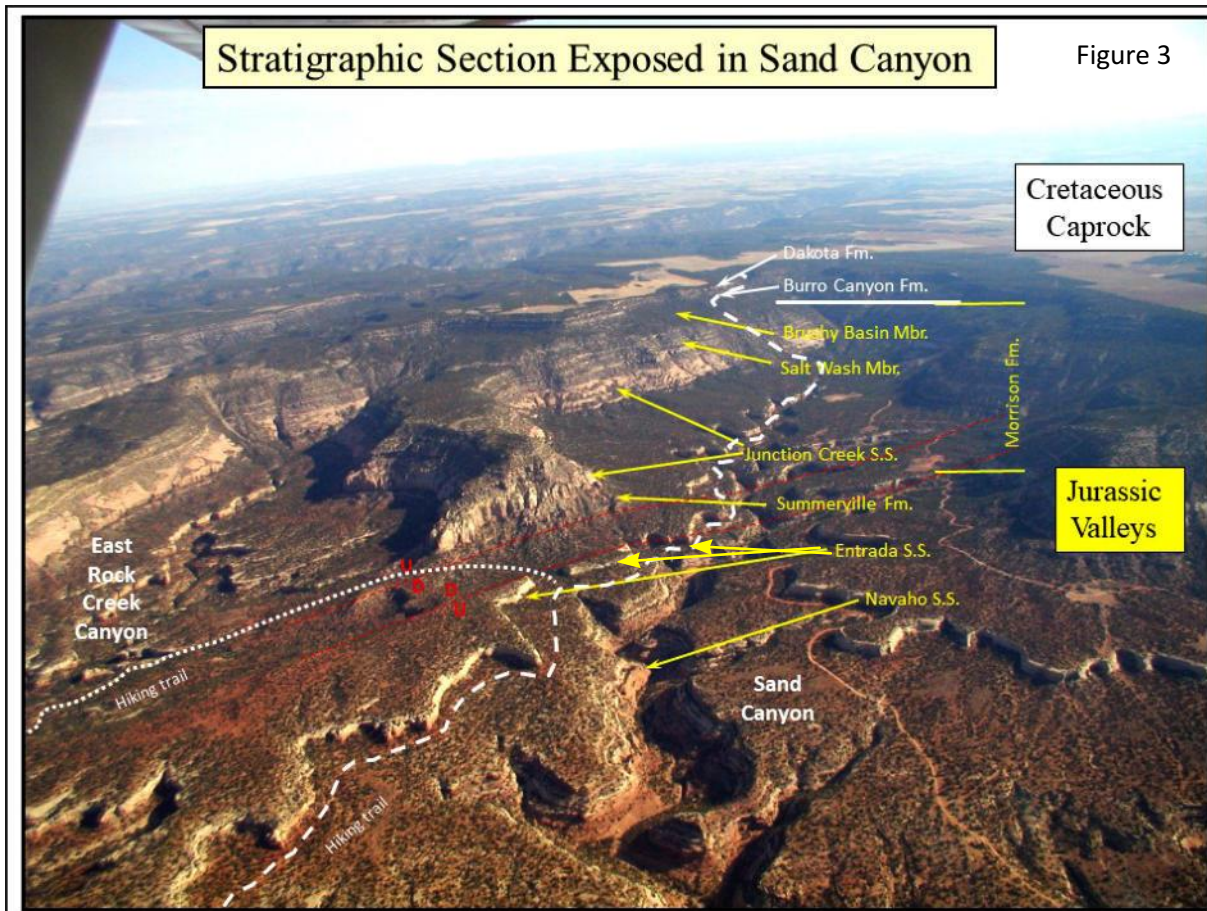 Stratigraphic Section Exposed in Sand Canyon
Figure 3
Cretaceous
Caprock
Dakota Fm.
Burro Canyon Fm.
Brushy Basin Mbr.
Salt Wash Mbr.
Morrison Fm.
Junction Creek S.S.
Summerville Fm.
Jurassic
Valleys
Entrada S.S.
Navaho S.S.
East
Rock
Creek
Canyon
U
D
D
U
Hiking trail
Sand
Canyon
Hiking trail